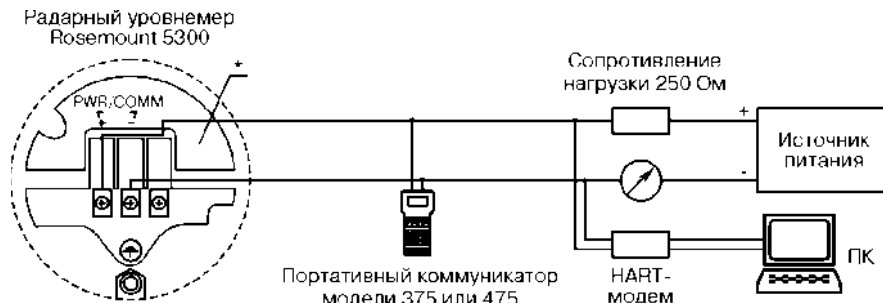 Радарный уровнемер
Rosemount 5300
*
PWR/COMM
+ -
Сопротивление
нагрузки 250 Ом
+
Источник
питания
-
ПК
Портативный коммуникатор
модели 375 или 475
HART-
модем